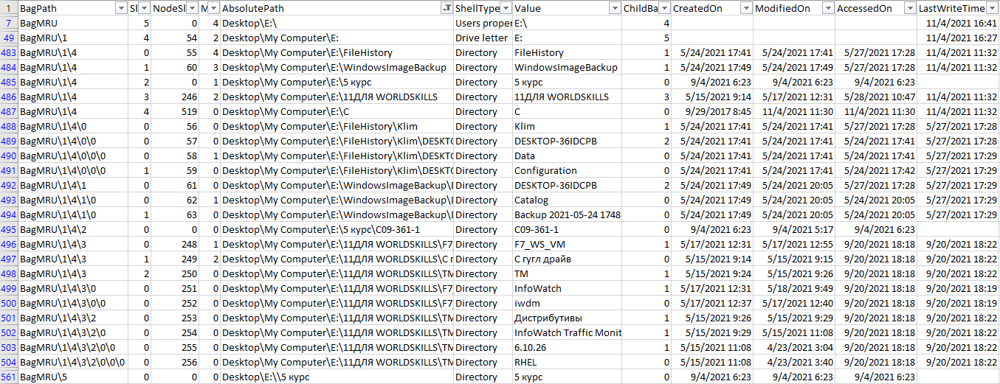 1 BagPath Sl NodeSl M AbsolutePath ShellType Value ChildBa CreatedOn ModifiedOn AccessedOn LastWriteTime
7 BagMRU 5 0 4 Desktop\E:\ Users proper E:\ 4 11/4/2021 16:41
49 BagMRU\1 4 54 2 Desktop\My Computer\E: Drive letter E: 5 11/4/2021 16:27
483 BagMRU\1\4 0 55 4 Desktop\My Computer\E:\FileHistory Directory FileHistory 1 5/24/2021 17:41 5/24/2021 17:41 5/27/2021 17:28 11/4/2021 11:32
484 BagMRU\1\4 1 60 3 Desktop\My Computer\E:\WindowsImageBackup Directory WindowsImageBackup 1 5/24/2021 17:49 5/24/2021 17:49 5/27/2021 17:28 11/4/2021 11:32
485 BagMRU\1\4 2 0 1 Desktop\My Computer\E:\5 курс Directory 5 курс 0 9/4/2021 6:23 9/4/2021 6:23 9/4/2021 6:23
486 BagMRU\1\4 3 246 2 Desktop\My Computer\E:\11ДЛЯ WORLDSKILLS Directory 11ДЛЯ WORLDSKILLS 3 5/15/2021 9:14 5/17/2021 12:31 5/28/2021 10:47 11/4/2021 11:32
487 BagMRU\1\4 4 519 0 Desktop\My Computer\E:\C Directory C 0 9/29/2017 8:45 11/4/2021 11:30 11/4/2021 11:30 11/4/2021 11:32
488 BagMRU\1\4\0 0 56 0 Desktop\My Computer\E:\FileHistory\Klim Directory Klim 1 5/24/2021 17:41 5/24/2021 17:41 5/27/2021 17:28 5/27/2021 17:28
489 BagMRU\1\4\0\0 0 57 0 Desktop\My Computer\E:\FileHistory\Klim\DESKTO Directory DESKTOP-36IDCPB 2 5/24/2021 17:41 5/24/2021 17:41 5/24/2021 17:41 5/27/2021 17:28
490 BagMRU\1\4\0\0\0 0 58 1 Desktop\My Computer\E:\FileHistory\Klim\DESKTO Directory Data 0 5/24/2021 17:41 5/24/2021 17:41 5/24/2021 17:41 5/27/2021 17:29
491 BagMRU\1\4\0\0\0 1 59 0 Desktop\My Computer\E:\FileHistory\Klim\DESKTO Directory Configuration 0 5/24/2021 17:41 5/24/2021 17:41 5/24/2021 17:42 5/27/2021 17:29
492 BagMRU\1\4\1 0 61 0 Desktop\My Computer\E:\WindowsImageBackup\D Directory DESKTOP-36IDCPB 2 5/24/2021 17:49 5/24/2021 20:05 5/27/2021 17:28 5/27/2021 17:29
493 BagMRU\1\4\1\0 0 62 1 Desktop\My Computer\E:\WindowsImageBackup\D Directory Catalog 0 5/24/2021 17:49 5/24/2021 20:05 5/24/2021 20:05 5/27/2021 17:29
494 BagMRU\1\4\1\0 1 63 0 Desktop\My Computer\E:\WindowsImageBackup\D Directory Backup 2021-05-24 1748 0 5/24/2021 17:49 5/24/2021 20:05 5/24/2021 20:05 5/27/2021 17:29
495 BagMRU\1\4\2 0 0 0 Desktop\My Computer\E:\5 курс\C09-361-1 Directory C09-361-1 0 9/4/2021 6:23 9/4/2021 5:17 9/4/2021 6:23
496 BagMRU\1\4\3 0 248 1 Desktop\My Computer\E:\11ДЛЯ WORLDSKILLS\F7_ Directory F7_WS_VM 1 5/17/2021 12:31 5/17/2021 12:55 9/20/2021 18:18 9/20/2021 18:22
497 BagMRU\1\4\3 1 249 2 Desktop\My Computer\E:\11ДЛЯ WORLDSKILLS\С г Directory С гугл драйв 0 5/15/2021 9:14 5/15/2021 9:15 9/20/2021 18:18 9/20/2021 18:22
498 BagMRU\1\4\3 2 250 0 Desktop\My Computer\E:\11ДЛЯ WORLDSKILLS\TM Directory TM 1 5/15/2021 9:24 5/15/2021 9:26 9/20/2021 18:18 9/20/2021 18:22
499 BagMRU\1\4\3\0 0 251 0 Desktop\My Computer\E:\11ДЛЯ WORLDSKILLS\F7_ Directory InfoWatch 1 5/17/2021 12:31 5/18/2021 9:49 9/20/2021 18:18 9/20/2021 18:19
500 BagMRU\1\4\3\0\0 0 252 0 Desktop\My Computer\E:\11ДЛЯ WORLDSKILLS\F7_ Directory iwdm 0 5/17/2021 12:37 5/17/2021 12:40 9/20/2021 18:18 9/20/2021 18:19
501 BagMRU\1\4\3\2 0 253 0 Desktop\My Computer\E:\11ДЛЯ WORLDSKILLS\TM Directory Дистрибутивы 1 5/15/2021 9:26 5/15/2021 9:29 9/20/2021 18:18 9/20/2021 18:22
502 BagMRU\1\4\3\2\0 0 254 0 Desktop\My Computer\E:\11ДЛЯ WORLDSKILLS\TM Directory InfoWatch Traffic Monit 1 5/15/2021 9:29 5/15/2021 11:08 9/20/2021 18:18 9/20/2021 18:22
503 BagMRU\1\4\3\2\0\0 0 255 0 Desktop\My Computer\E:\11ДЛЯ WORLDSKILLS\TM Directory 6.10.26 1 5/15/2021 11:08 4/23/2021 3:04 9/20/2021 18:18 9/20/2021 18:22
504 BagMRU\1\4\3\2\0\0\0 0 256 0 Desktop\My Computer\E:\11ДЛЯ WORLDSKILLS\TM Directory RHEL 0 5/15/2021 11:08 4/23/2021 3:40 9/20/2021 18:18 9/20/2021 18:22
561 BagMRU\5 0 0 0 Desktop\E:\\5 курс Directory 5 курс 0 9/4/2021 6:23 9/4/2021 6:23 9/4/2021 6:23